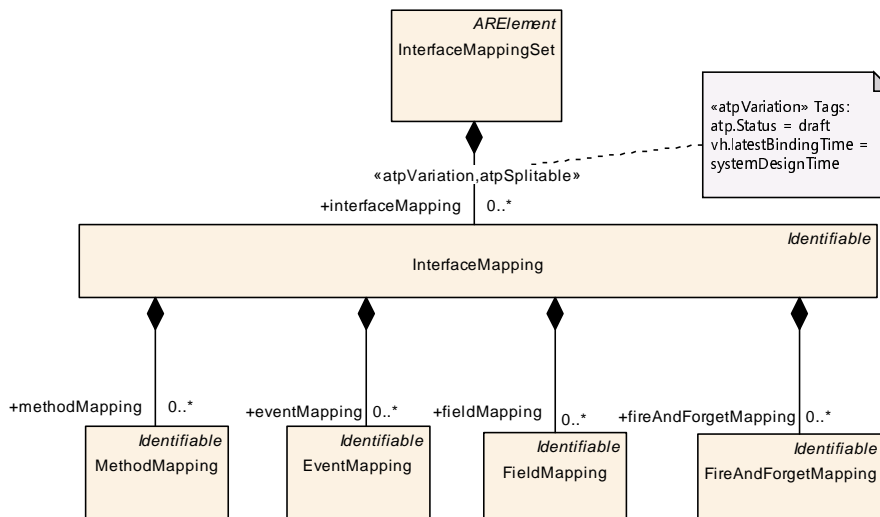 ARElement
InterfaceMappingSet
«atpVariation» Tags:
atp.Status = draft
vh.latestBindingTime =
systemDesignTime
«atpVariation,atpSplitable»
+interfaceMapping 0..*
Identifiable
InterfaceMapping
+methodMapping 0..*
+eventMapping 0..*
+fieldMapping 0..*
+fireAndForgetMapping 0..*
Identifiable
MethodMapping
Identifiable
EventMapping
Identifiable
FieldMapping
Identifiable
FireAndForgetMapping